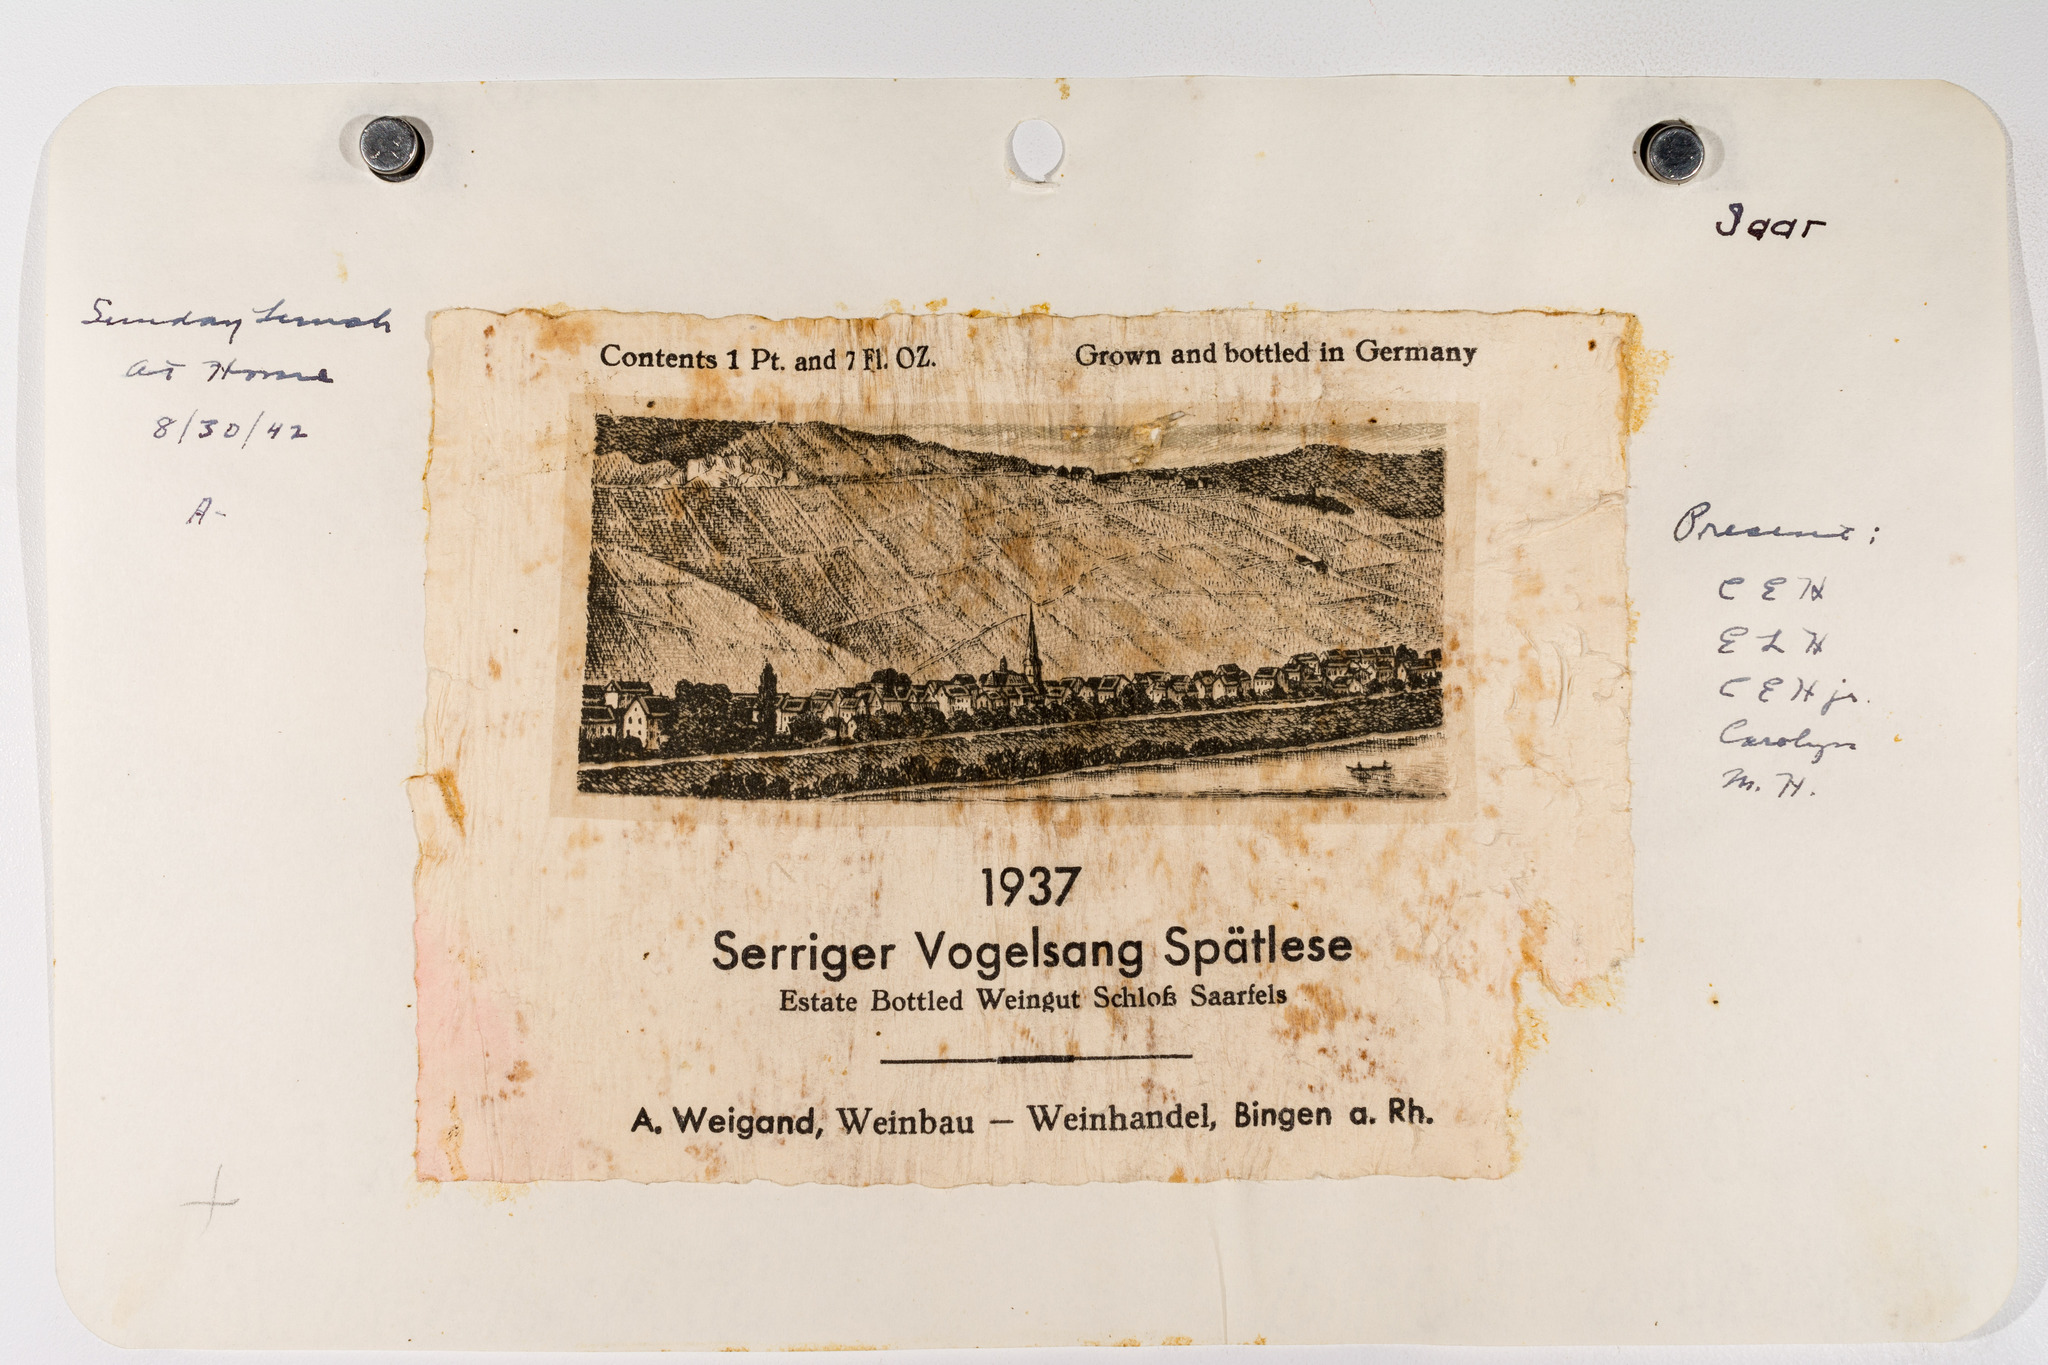 Saar
Sunday Lunch
At Home
8/30/42
A-
Contents 1 Pt. and 7 Fl. OZ.
Grown and bottled in Germany
1937
Serriger Vogelsang Spätlese
Estate Bottled Weingut Schloß Saarfels
A. Weigand, Weinbau — Weinhandel, Bingen a. Rh.
Present:
C E H
E L H
C E H jr.
Carolyn
M. H.